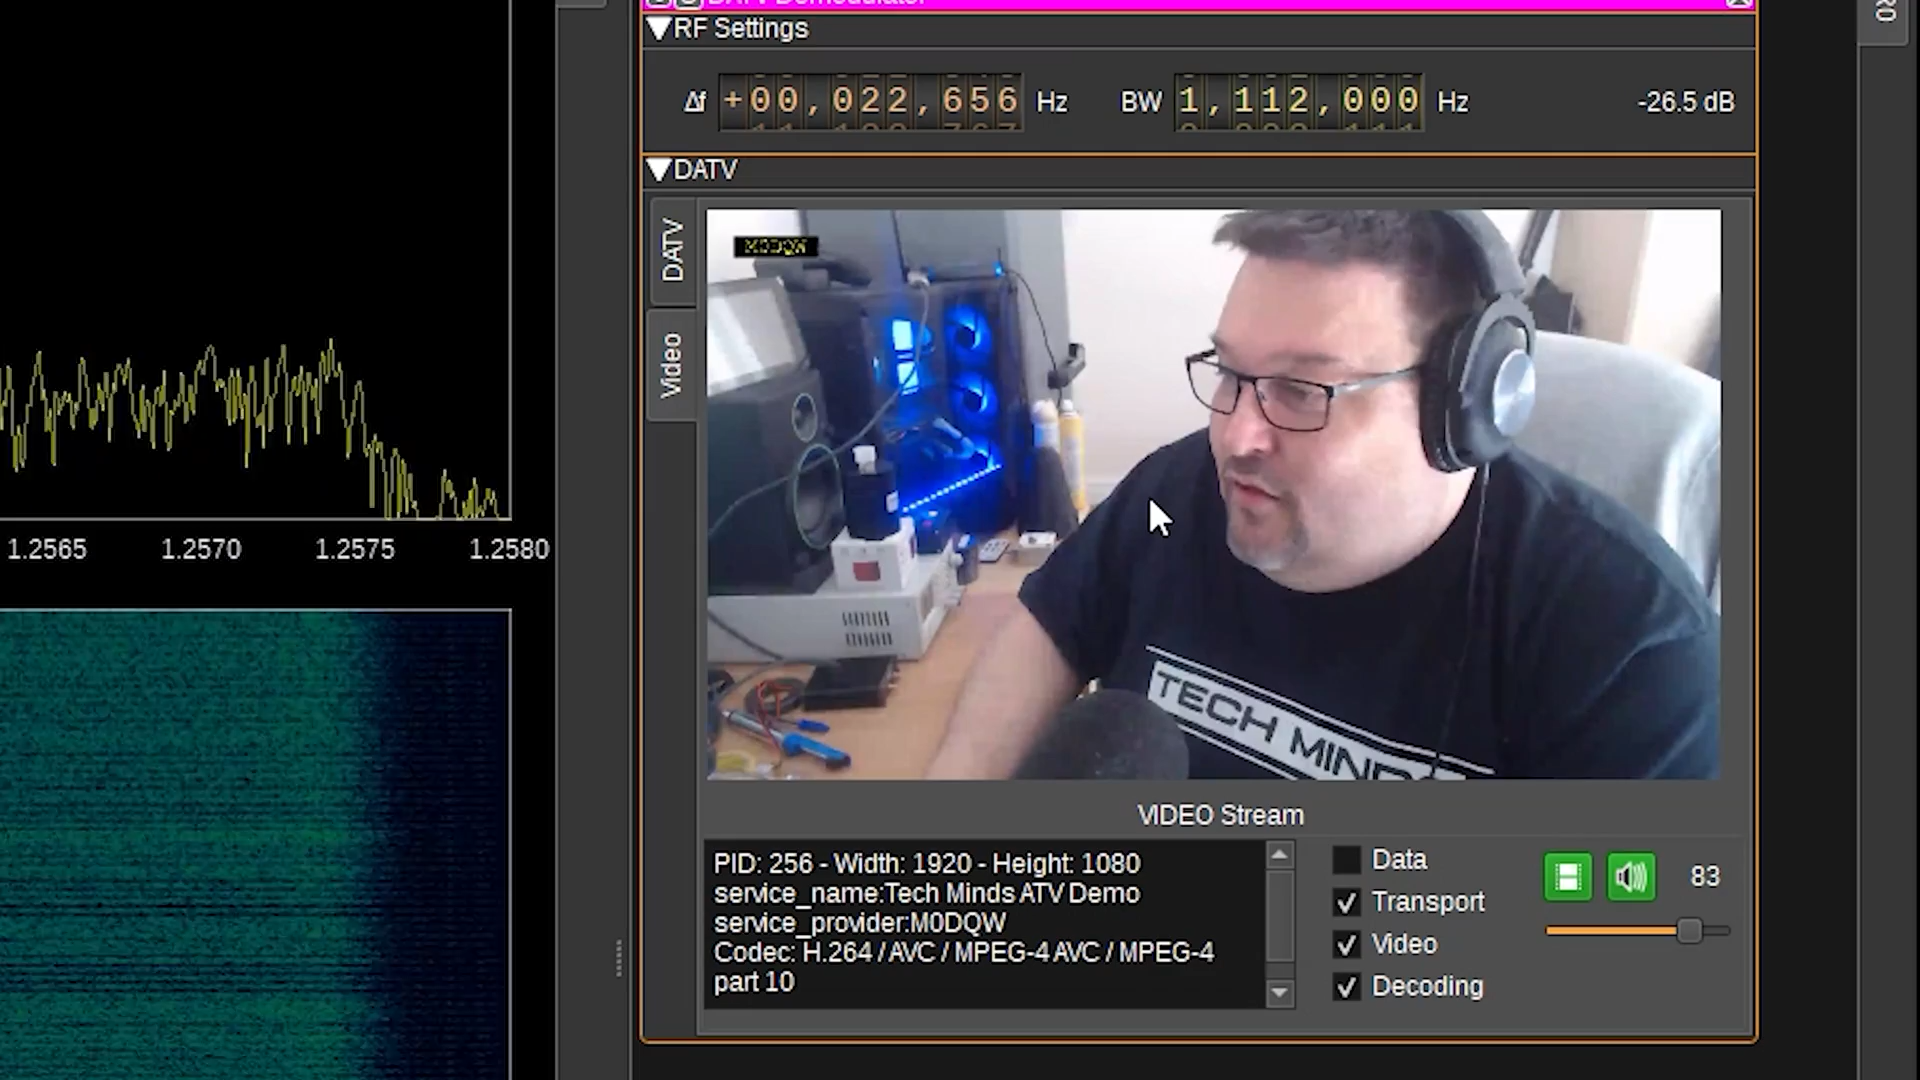 DATV Demodulator
RF Settings
Δf +00,022,656 Hz BW 1,112,000 Hz -26.5 dB
DATV
DATV
Video
M0DQW
TECH MINDS
VIDEO Stream
PID: 256 - Width: 1920 - Height: 1080
service_name:Tech Minds ATV Demo
service_provider:M0DQW
Codec: H.264 / AVC / MPEG-4 AVC / MPEG-4
part 10
Data
Transport
Video
Decoding
83
1.2565 1.2570 1.2575 1.2580